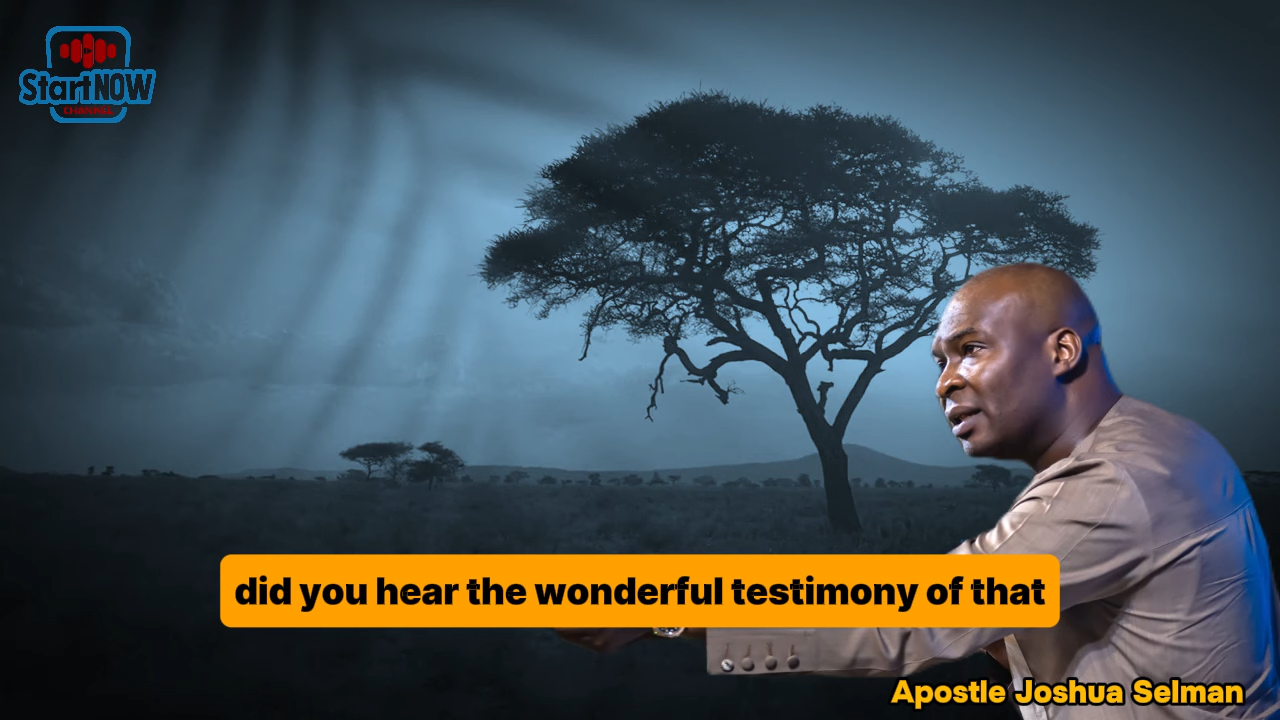 StartNOW
CHANNEL
did you hear the wonderful testimony of that
Apostle Joshua Selman